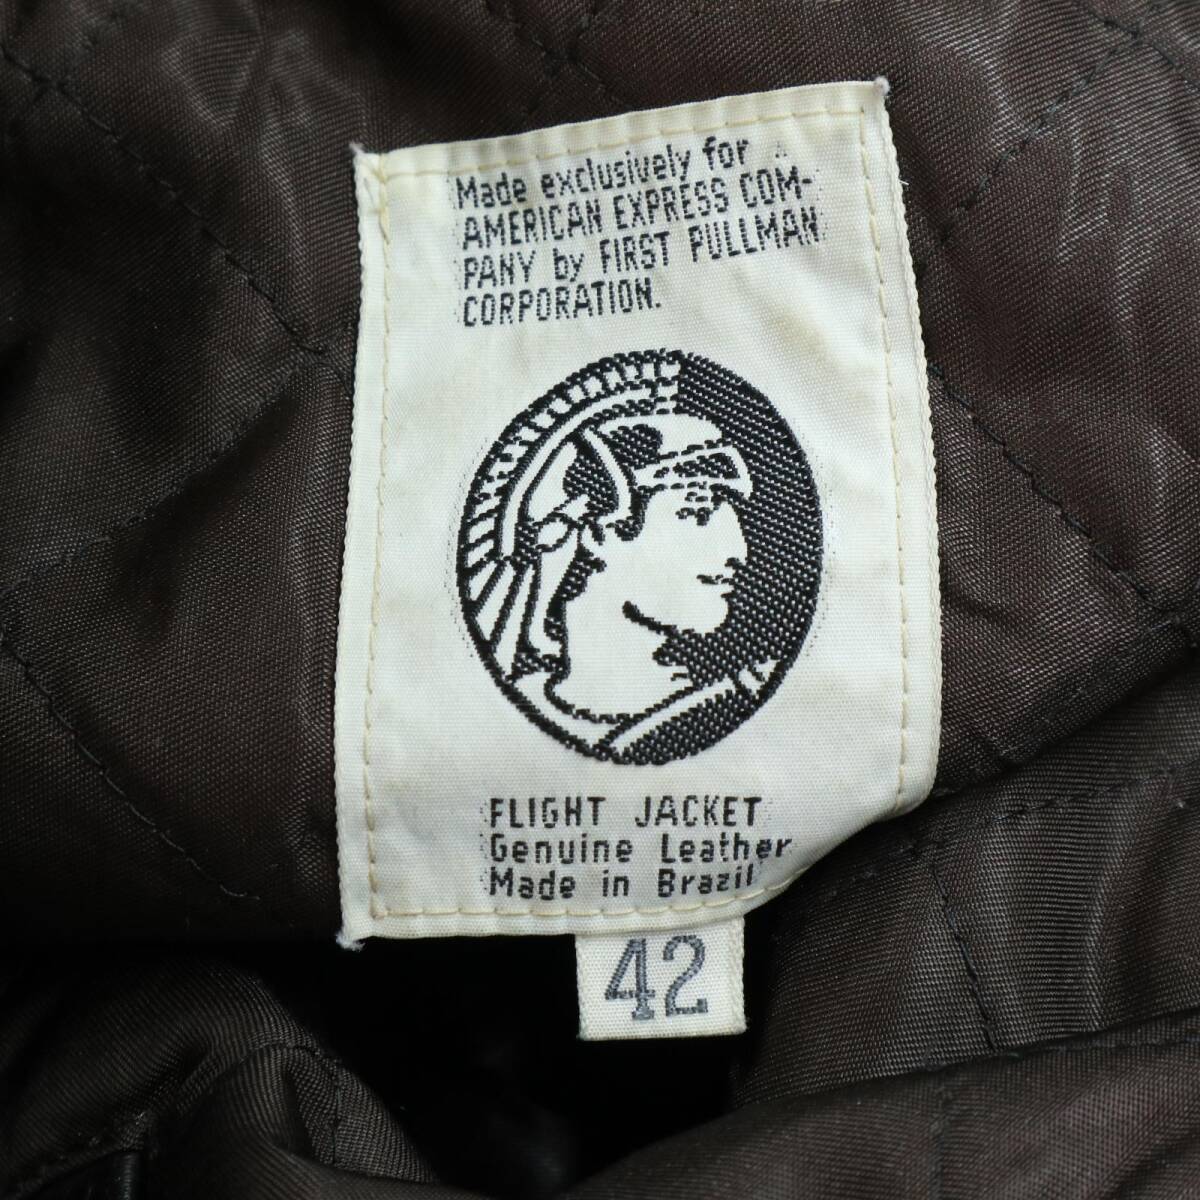 Made exclusively for
AMERICAN EXPRESS COM-
PANY by FIRST PULLMAN
CORPORATION.
FLIGHT JACKET
Genuine Leather
Made in Brazil
42